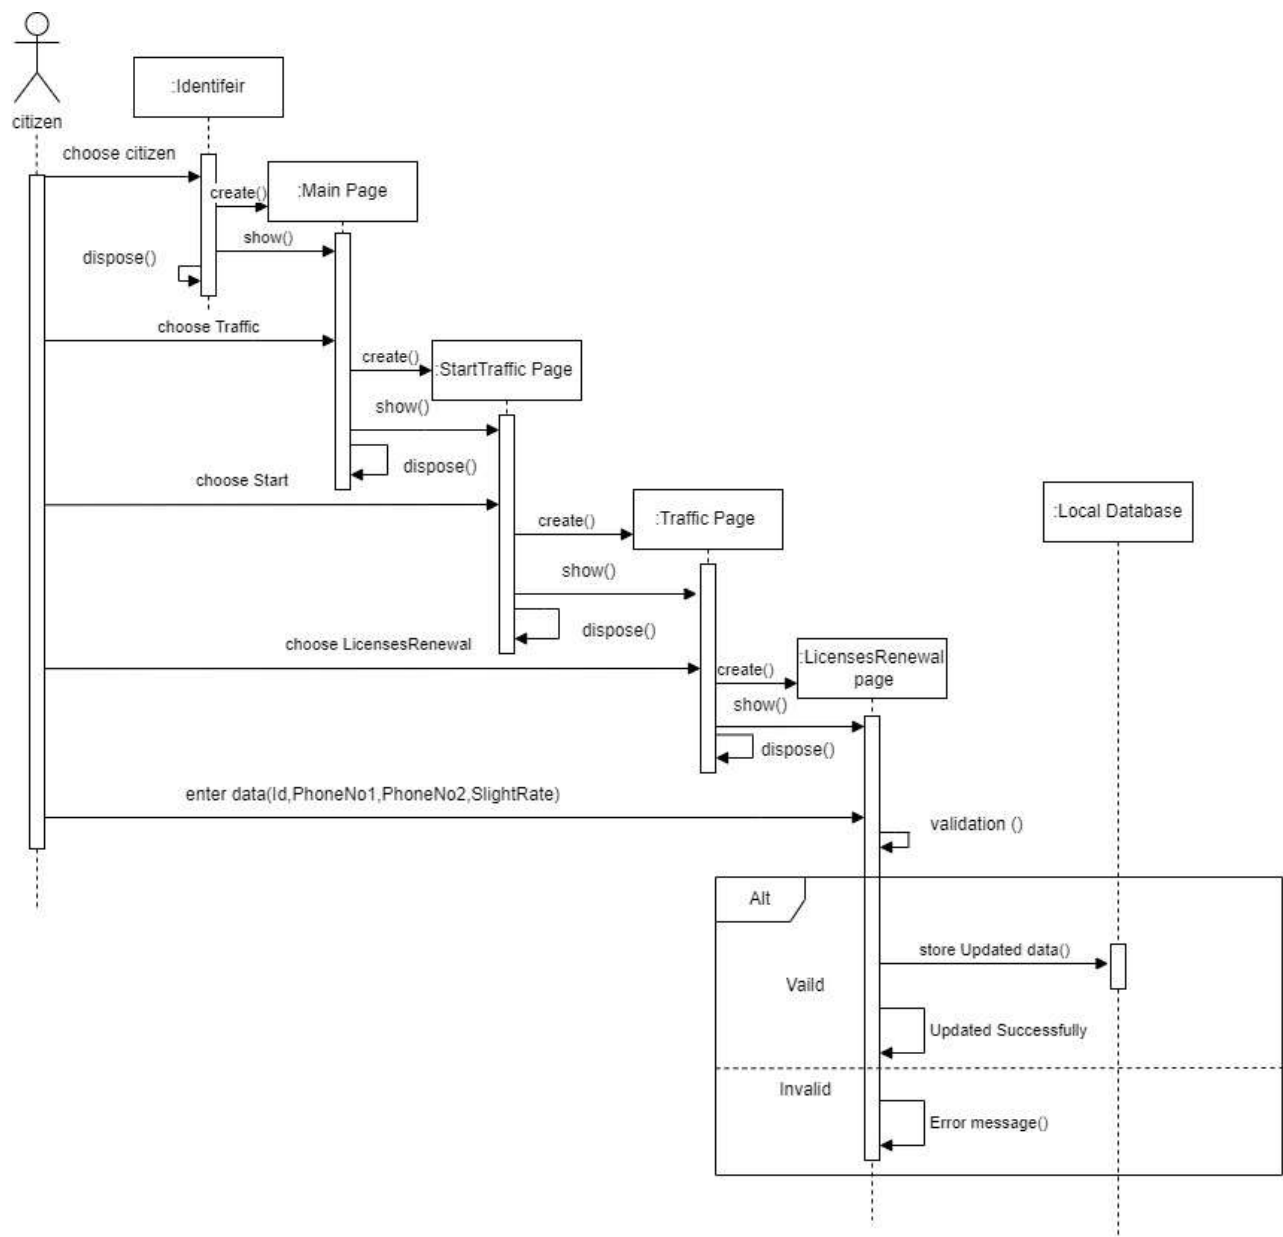 citizen
:Identifeir
choose citizen
create()
:Main Page
show()
dispose()
choose Traffic
create()
:StartTraffic Page
show()
dispose()
choose Start
create()
:Traffic Page
:Local Database
show()
dispose()
choose LicensesRenewal
create()
:LicensesRenewal
page
show()
dispose()
enter data(Id,PhoneNo1,PhoneNo2,SlightRate)
validation ()
Alt
store Updated data()
Vaild
Updated Successfully
Invalid
Error message()